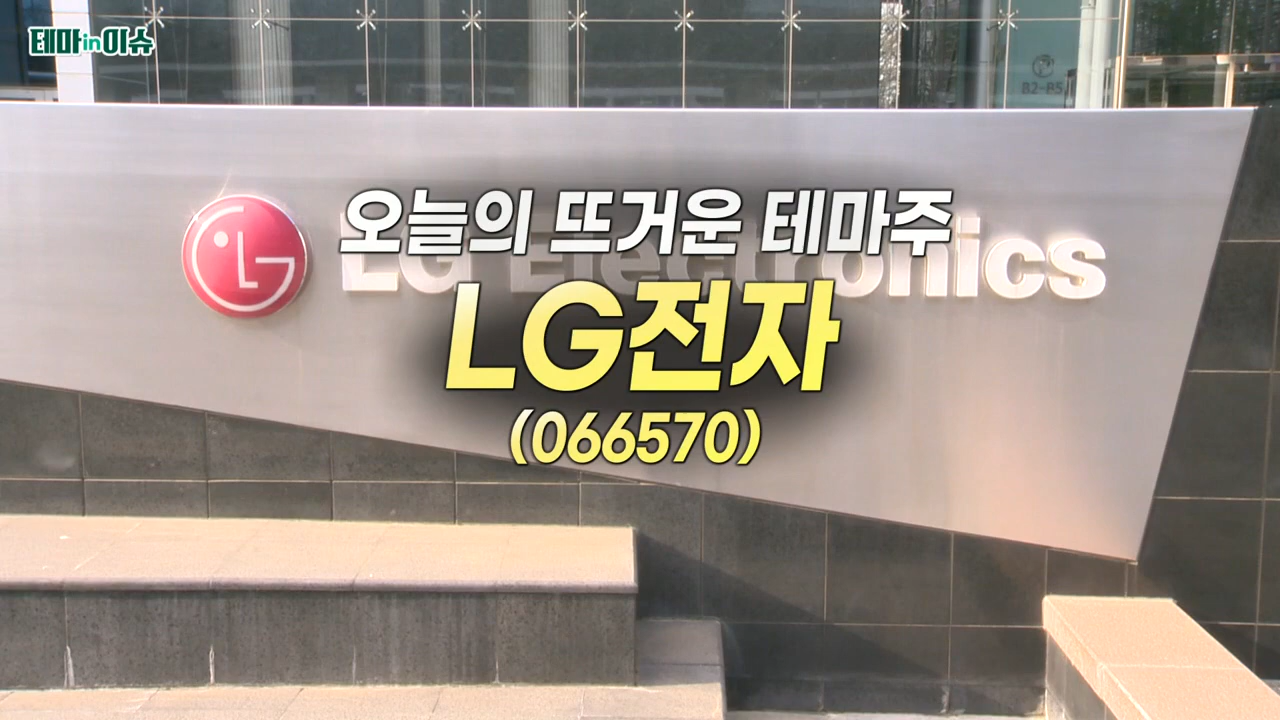 테마in이슈
B2-B5
오늘의 뜨거운 테마주
LG Electronics
LG전자
(066570)